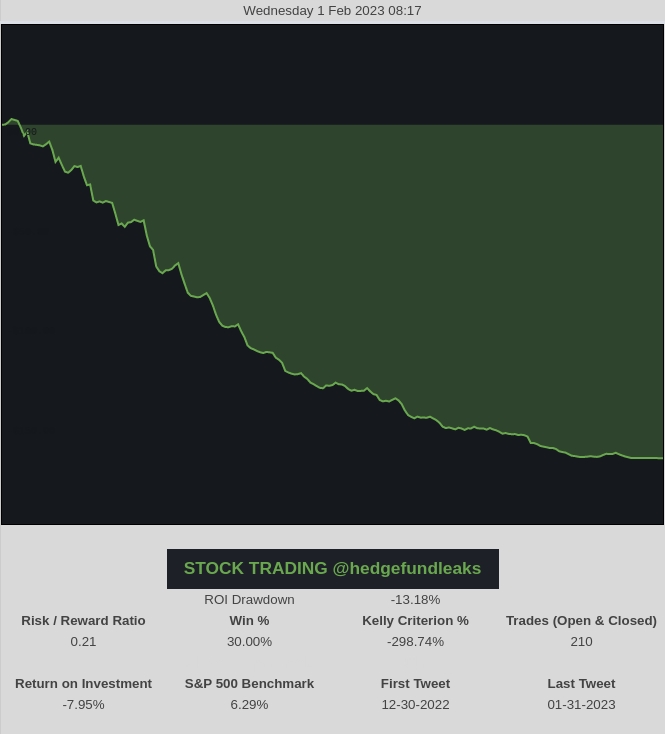 Wednesday 1 Feb 2023 08:17
STOCK TRADING @hedgefundleaks
ROI Drawdown -13.18%
Risk / Reward Ratio Win % Kelly Criterion % Trades (Open & Closed)
0.21 30.00% -298.74% 210
Return on Investment S&P 500 Benchmark First Tweet Last Tweet
-7.95% 6.29% 12-30-2022 01-31-2023